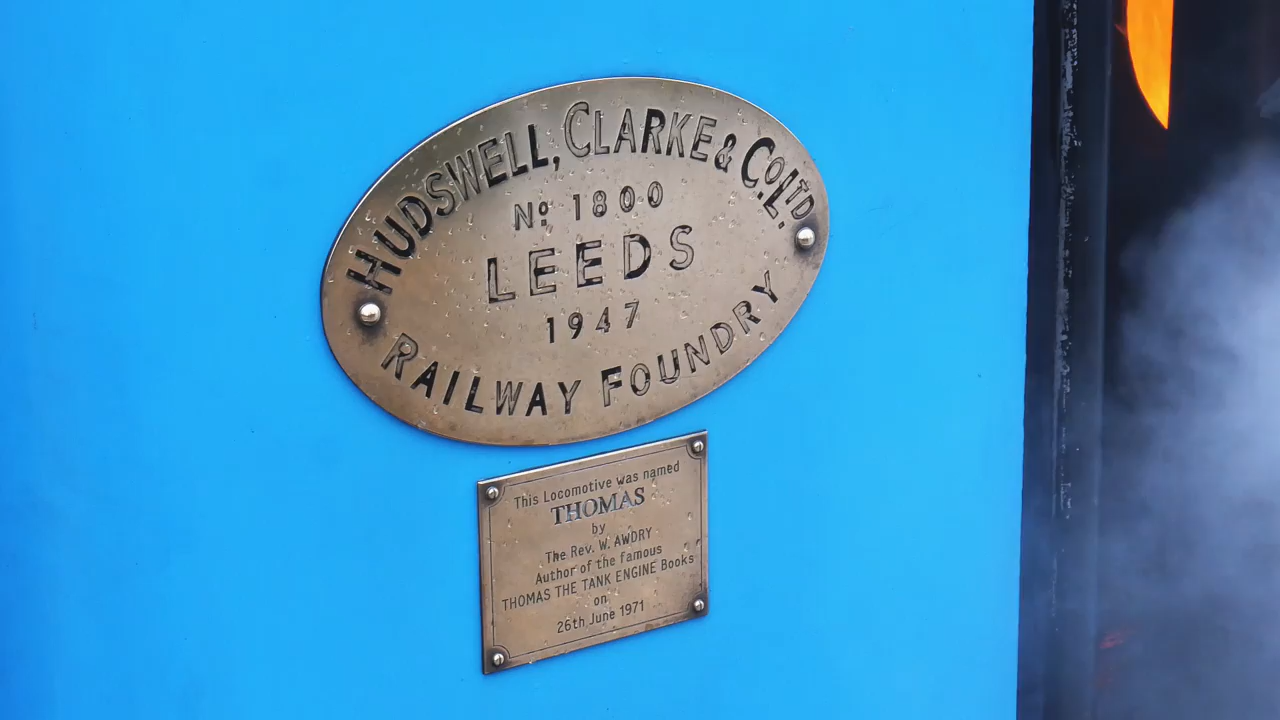 HUDSWELL, CLARKE & Co. LTD.
No 1800
LEEDS
1947
RAILWAY FOUNDRY
This Locomotive was named
THOMAS
by
The Rev. W. AWDRY
Author of the famous
THOMAS THE TANK ENGINE Books
on
26th June 1971